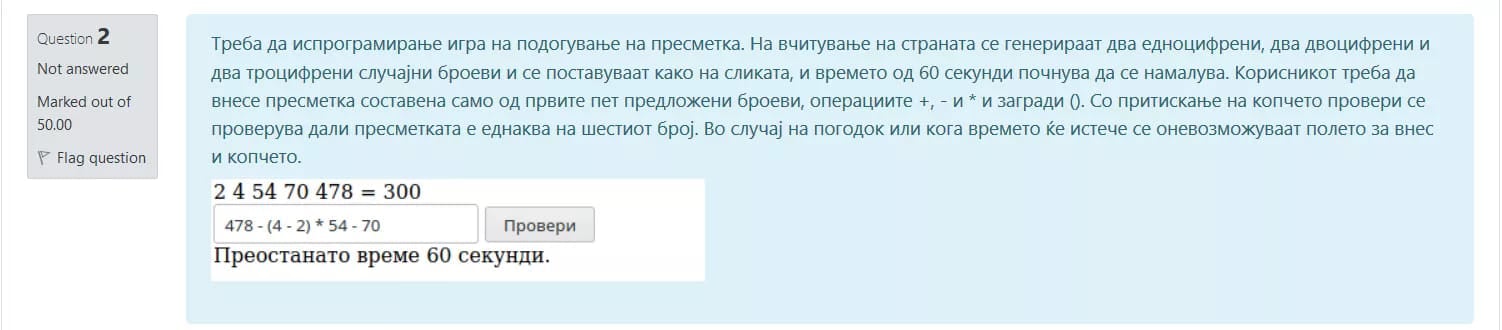 Question 2
Not answered
Marked out of
50.00
Flag question
Треба да испрограмирање игра на подогување на пресметка. На вчитување на страната се генерираат два едноцифрени, два двоцифрени и
два троцифрени случајни броеви и се поставуваат како на сликата, и времето од 60 секунди почнува да се намалува. Корисникот треба да
внесе пресметка составена само од првите пет предложени броеви, операциите +, - и * и загради (). Со притискање на копчето провери се
проверува дали пресметката е еднаква на шестиот број. Во случај на погодок или кога времето ќе истече се оневозможуваат полето за внес
и копчето.
2 4 54 70 478 = 300
478 - (4 - 2) * 54 - 70 Провери
Преостанато време 60 секунди.